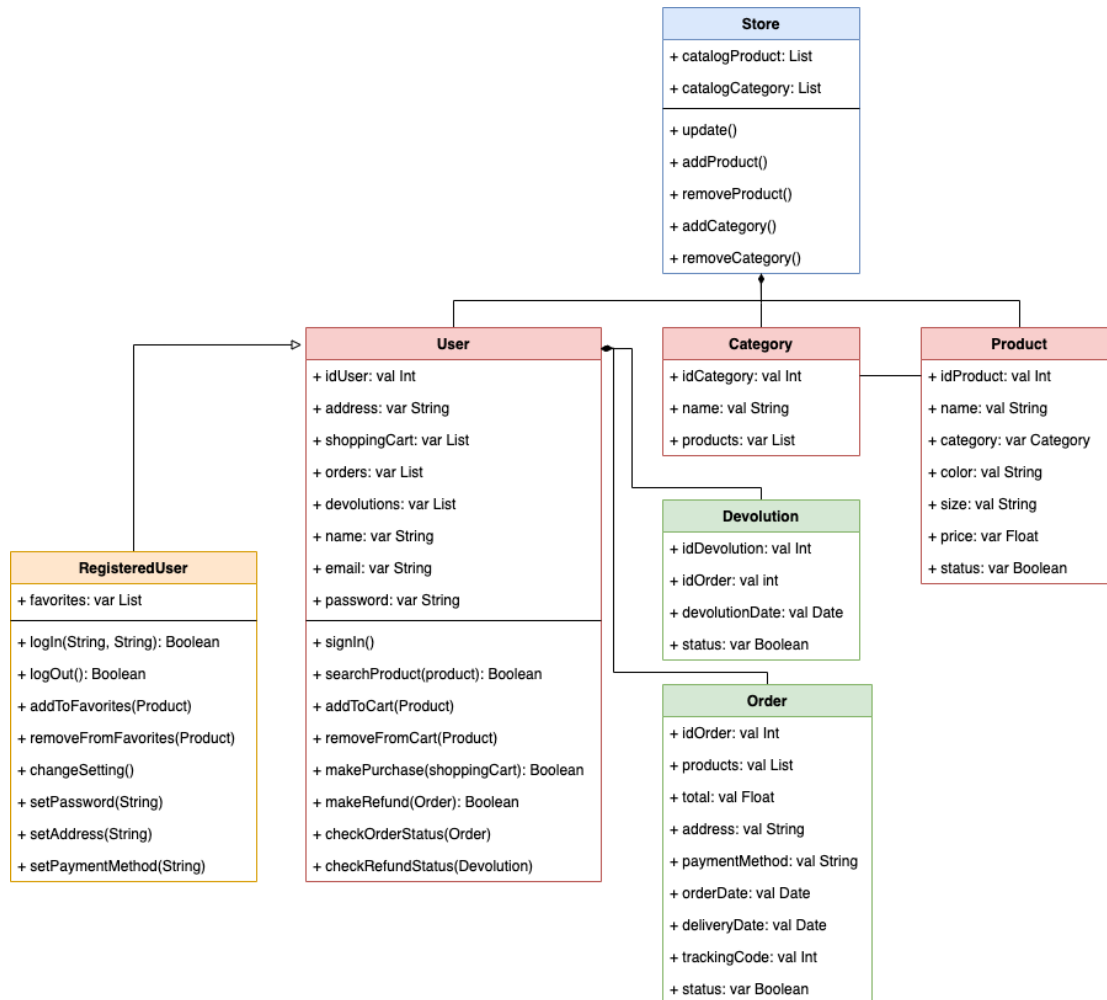 Store
+ catalogProduct: List
+ catalogCategory: List
+ update()
+ addProduct()
+ removeProduct()
+ addCategory()
+ removeCategory()
User
+ idUser: val Int
+ address: var String
+ shoppingCart: var List
+ orders: var List
+ devolutions: var List
+ name: var String
+ email: var String
+ password: var String
+ signIn()
+ searchProduct(product): Boolean
+ addToCart(Product)
+ removeFromCart(Product)
+ makePurchase(shoppingCart): Boolean
+ makeRefund(Order): Boolean
+ checkOrderStatus(Order)
+ checkRefundStatus(Devolution)
Category
+ idCategory: val Int
+ name: val String
+ products: var List
Product
+ idProduct: val Int
+ name: val String
+ category: var Category
+ color: val String
+ size: val String
+ price: var Float
+ status: var Boolean
RegisteredUser
+ favorites: var List
+ logIn(String, String): Boolean
+ logOut(): Boolean
+ addToFavorites(Product)
+ removeFromFavorites(Product)
+ changeSetting()
+ setPassword(String)
+ setAddress(String)
+ setPaymentMethod(String)
Devolution
+ idDevolution: val Int
+ idOrder: val int
+ devolutionDate: val Date
+ status: var Boolean
Order
+ idOrder: val Int
+ products: val List
+ total: val Float
+ address: val String
+ paymentMethod: val String
+ orderDate: val Date
+ deliveryDate: val Date
+ trackingCode: val Int
+ status: var Boolean